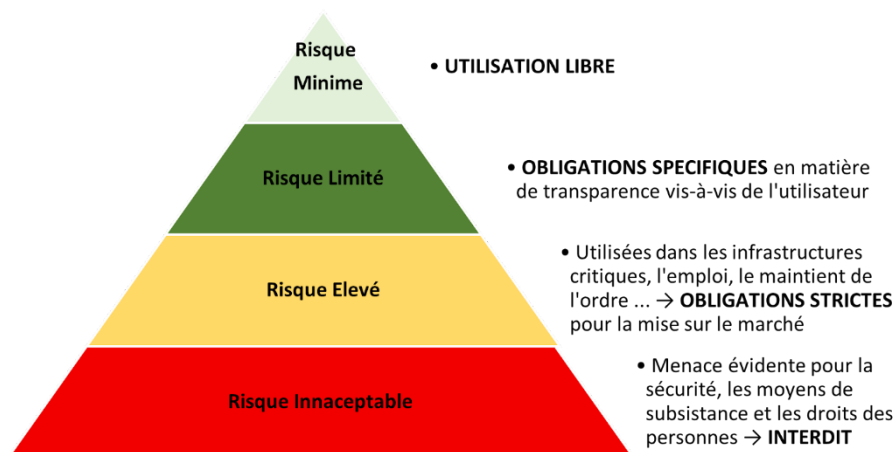 Risque
Minime
• UTILISATION LIBRE
Risque Limité
• OBLIGATIONS SPECIFIQUES en matière
de transparence vis-à-vis de l'utilisateur
Risque Elevé
• Utilisées dans les infrastructures
critiques, l'emploi, le maintient de
l'ordre ... → OBLIGATIONS STRICTES
pour la mise sur le marché
Risque Innaceptable
• Menace évidente pour la
sécurité, les moyens de
subsistance et les droits des
personnes → INTERDIT